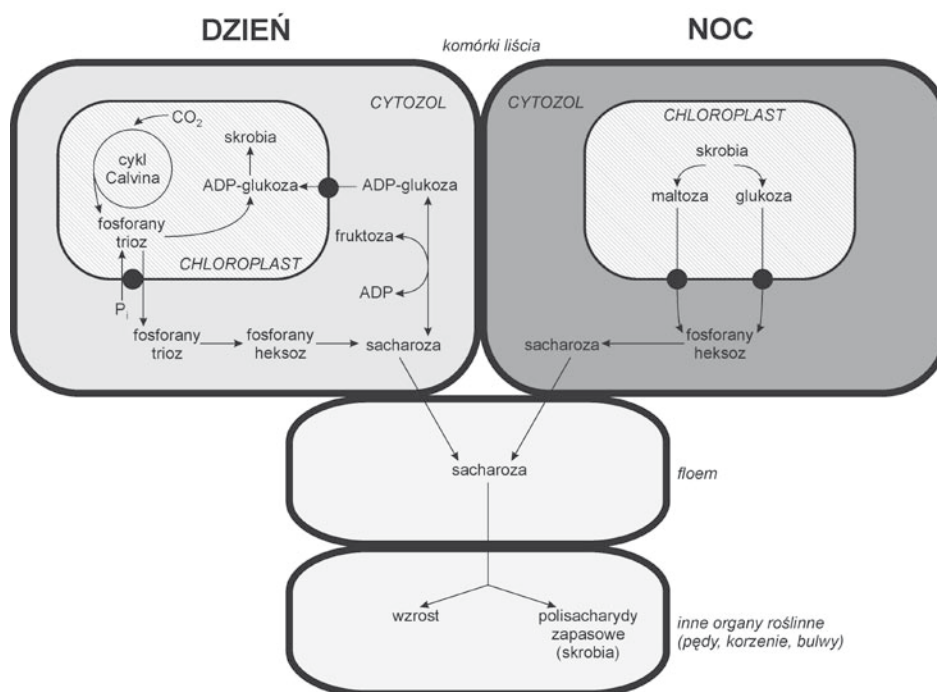 DZIEŃ
NOC
komórki liścia
CYTOZOL
CO₂
cykl
Calvina
skrobia
ADP-glukoza
ADP-glukoza
fosforany
trioz
CHLOROPLAST
fruktoza
ADP
Pᵢ
fosforany
trioz
fosforany
heksoz
sacharoza
CYTOZOL
CHLOROPLAST
skrobia
maltoza
glukoza
sacharoza
fosforany
heksoz
sacharoza
floem
wzrost
polisacharydy
zapasowe
(skrobia)
inne organy roślinne
(pędy, korzenie, bulwy)